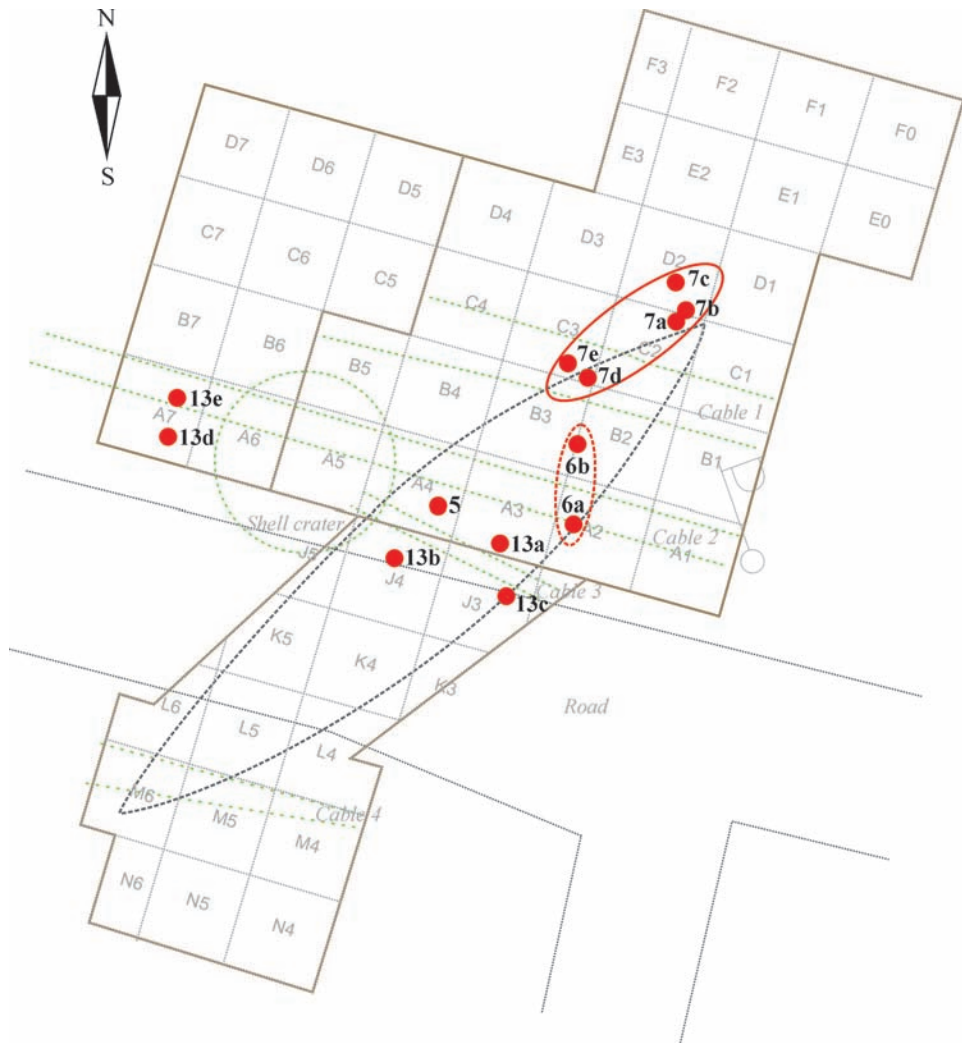 N
S
F3
F2
F1
F0
E3
E2
E1
E0
D7
D6
D5
D4
D3
D2
D1
7c
C7
C6
C5
C4
C3
C2
C1
7b
7a
7e
7d
B7
B6
B5
B4
B3
B2
B1
Cable 1
13e
A7
13d
A6
A5
A4
A3
A2
A1
6b
6a
5
Cable 2
Shell crater
13a
13b
13c
Cable 3
J5
J4
J3
K5
K4
K3
Road
L6
L5
L4
M6
M5
M4
Cable 4
N6
N5
N4